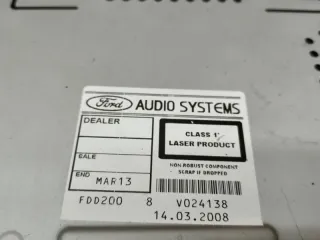 Ford AUDIO SYSTEMS
DEALER
CLASS 1
LASER PRODUCT
SALE
NON ROBUST COMPONENT
SCRAP IF DROPPED
END MAR13
FDD200 8 V024138
14.03.2008